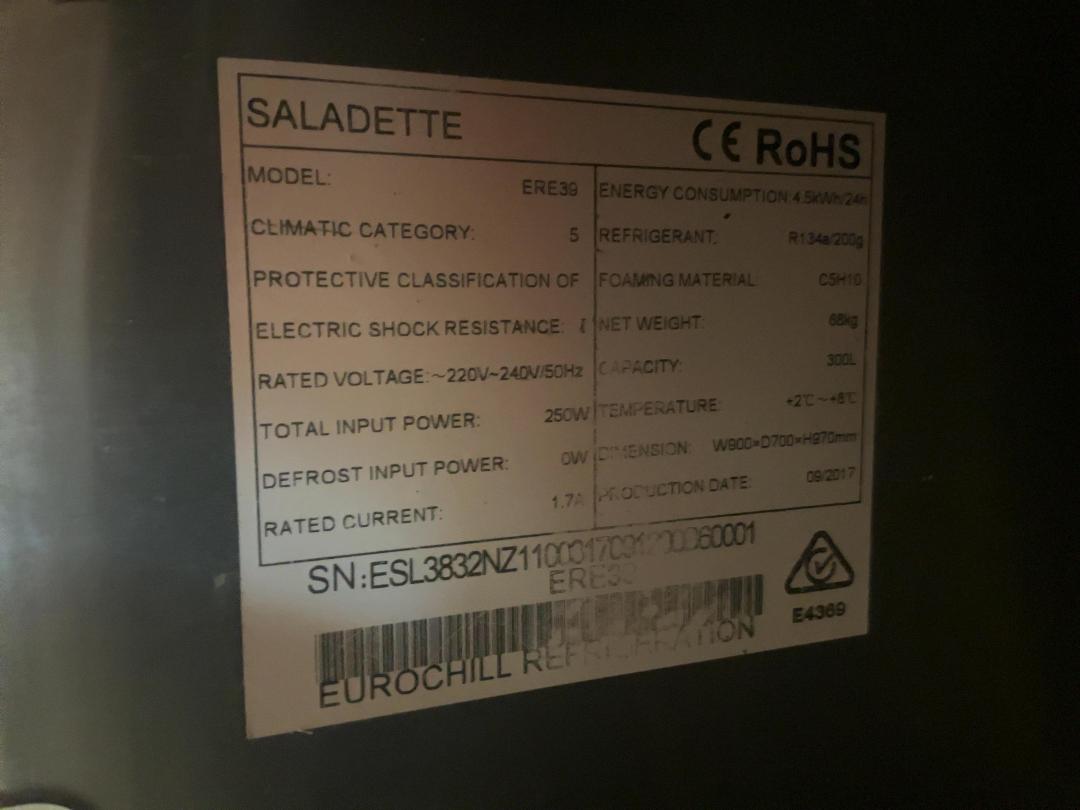 SALADETTE
CE RoHS
MODEL: ERE39
CLIMATIC CATEGORY: 5
PROTECTIVE CLASSIFICATION OF
ELECTRIC SHOCK RESISTANCE: I
RATED VOLTAGE:~220V~240V/50Hz
TOTAL INPUT POWER: 250W
DEFROST INPUT POWER: 0W
RATED CURRENT: 1.7A
ENERGY CONSUMPTION:4.5kWh/24h
REFRIGERANT: R134a/200g
FOAMING MATERIAL: C5H10
NET WEIGHT: 68kg
CAPACITY: 300L
TEMPERATURE: +2℃~+8℃
DIMENSION: W900×D700×H970mm
PRODUCTION DATE: 09/2017
SN:
ERE39
EUROCHILL REFRIGERATION
E4369